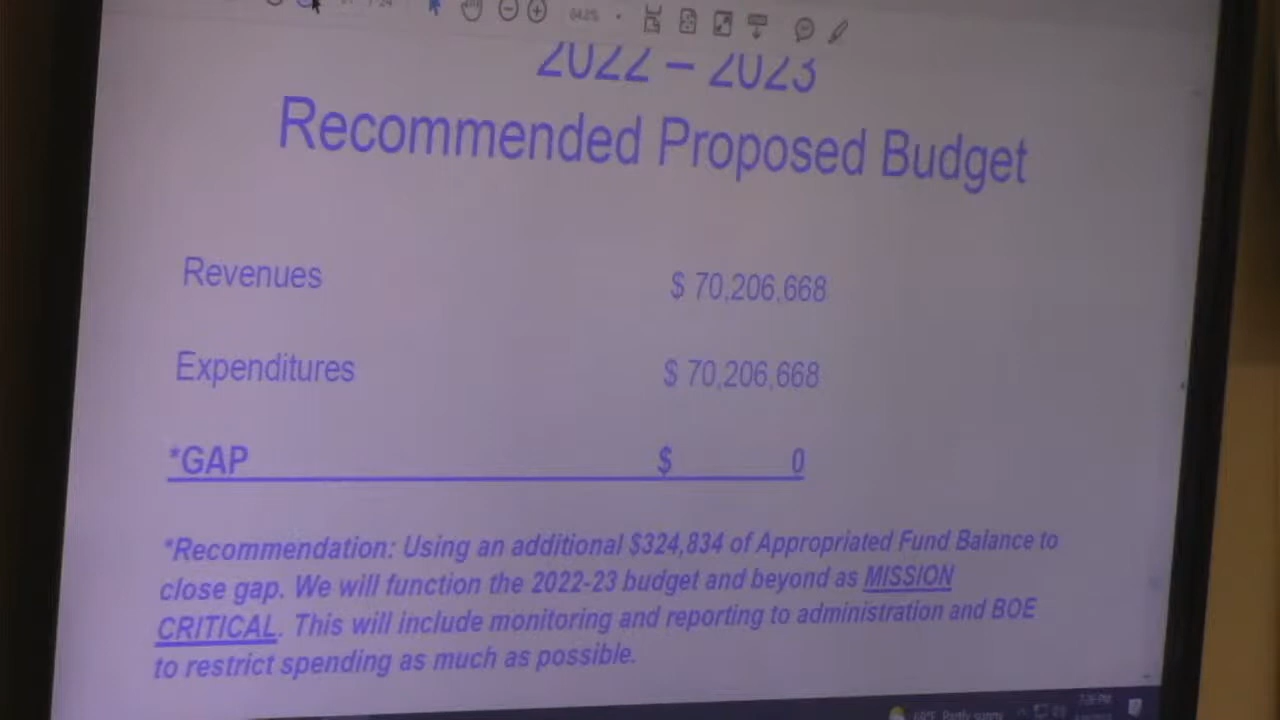 2022 – 2023
Recommended Proposed Budget
Revenues $ 70,206,668
Expenditures $ 70,206,668
*GAP $ 0
*Recommendation: Using an additional $324,834 of Appropriated Fund Balance to
close gap. We will function the 2022-23 budget and beyond as MISSION
CRITICAL. This will include monitoring and reporting to administration and BOE
to restrict spending as much as possible.
Partly sunny